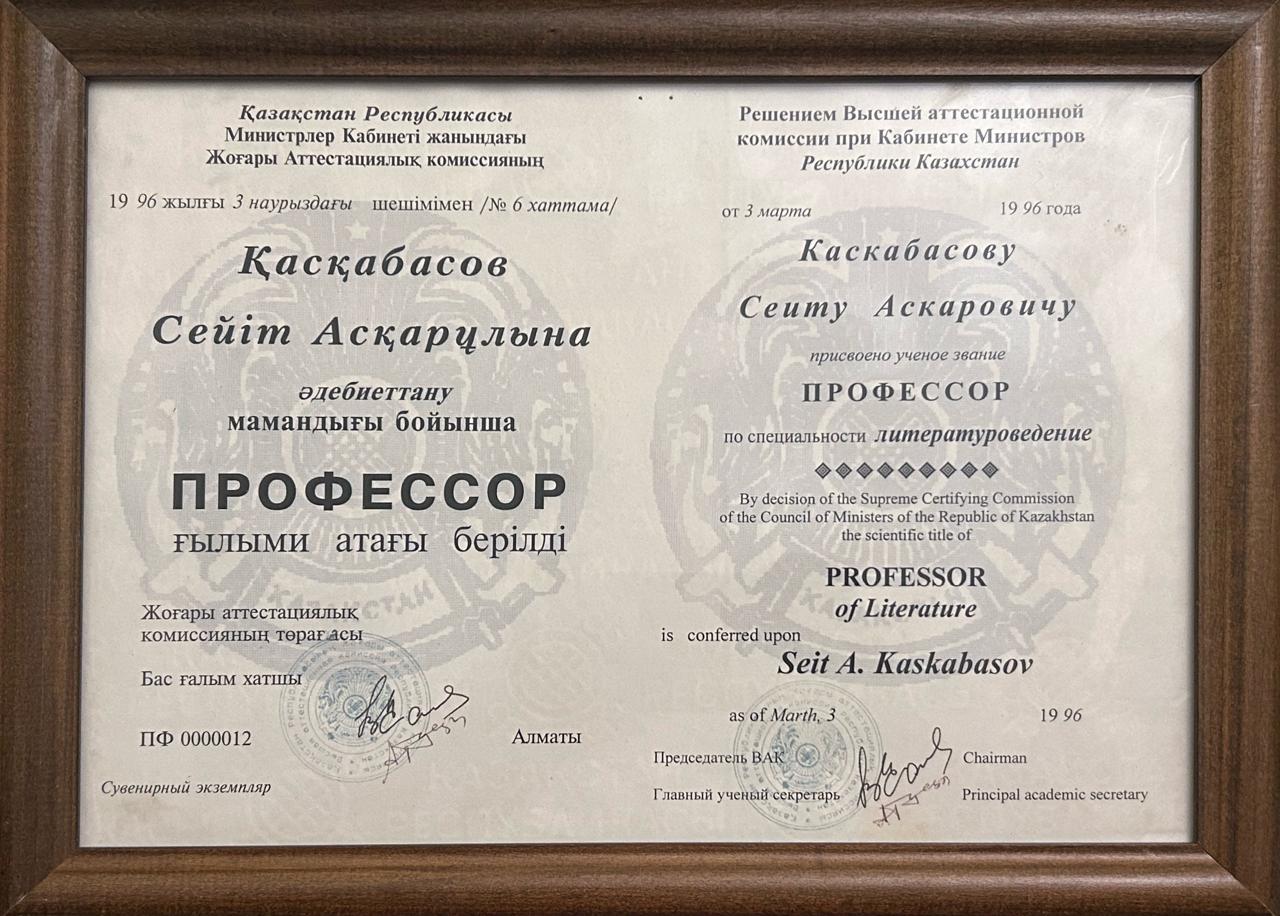 Қазақстан Республикасы
Министрлер Кабинеті жанындағы
Жоғары Аттестациялық комиссияның
19 96 жылғы 3 наурыздағы шешімімен /№ 6 хаттама/
Қасқабасов
Сейіт Асқарұлына
әдебиеттану
мамандығы бойынша
ПРОФЕССОР
ғылыми атағы берілді
Жоғары аттестациялық
комиссияның төрағасы
Бас ғалым хатшы
ПФ 0000012
Алматы
Сувенирный экземпляр
Решением Высшей аттестационной
комиссии при Кабинете Министров
Республики Казахстан
от 3 марта 19 96 года
Каскабасову
Сеиту Аскаровичу
присвоено ученое звание
ПРОФЕССОР
по специальности литературоведение
By decision of the Supreme Certifying Commission
of the Council of Ministers of the Republic of Kazakhstan
the scientific title of
PROFESSOR
of Literature
is conferred upon
Seit A. Kaskabasov
as of Marth, 3 19 96
Председатель ВАК Chairman
Главный ученый секретарь Principal academic secretary